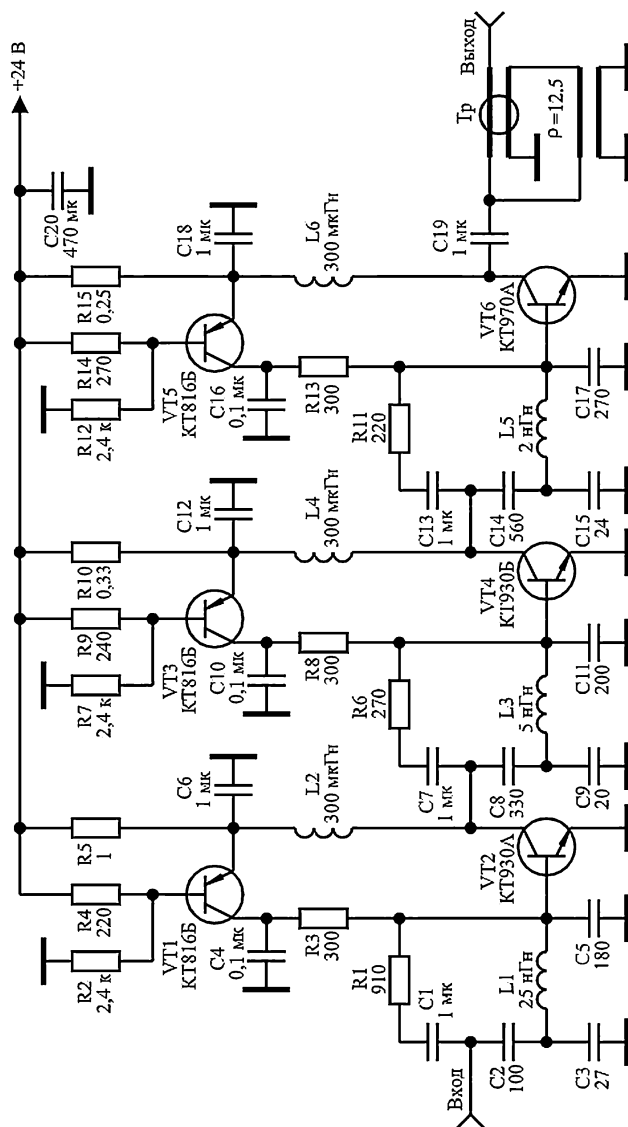 +24 В
C20
470 мк
R15
0,25
R14
270
R12
2,4 к
VT5
КТ816Б
C18
1 мк
C16
0,1 мк
R13
300
L6
300 мкГн
C19
1 мк
Тр
Выход
ρ=12.5
R11
220
VT6
КТ970А
C13
1 мк
C14
560
L5
2 нГн
C17
270
C15
24
R10
0,33
R9
240
R7
2,4 к
VT3
КТ816Б
C12
1 мк
C10
0,1 мк
R8
300
L4
300 мкГн
R6
270
VT4
КТ930Б
C7
1 мк
C8
330
L3
5 нГн
C11
200
C9
20
R5
1
R4
220
R2
2,4 к
VT1
КТ816Б
C6
1 мк
C4
0,1 мк
R3
300
L2
300 мкГн
R1
910
VT2
КТ930А
C1
1 мк
C2
100
L1
25 нГн
C5
180
C3
27
Вход